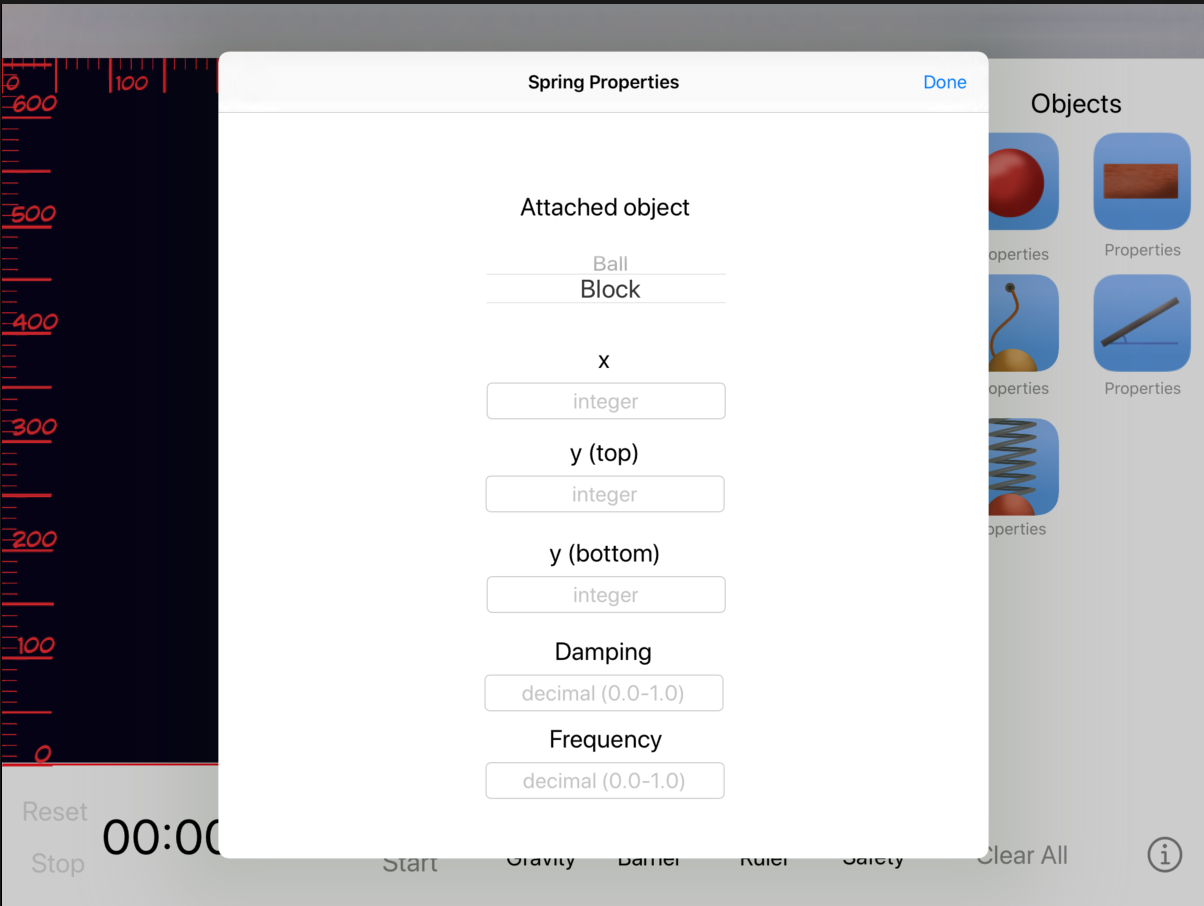 Spring Properties
Done
0
100
600
500
400
300
200
100
0
Objects
Attached object
Ball
Block
x
integer
y (top)
integer
y (bottom)
integer
Damping
decimal (0.0-1.0)
Frequency
decimal (0.0-1.0)
operties
Properties
operties
Properties
operties
Reset
Stop
00:00
Start
Gravity
Barrier
Ruler
Safety
Clear All
i